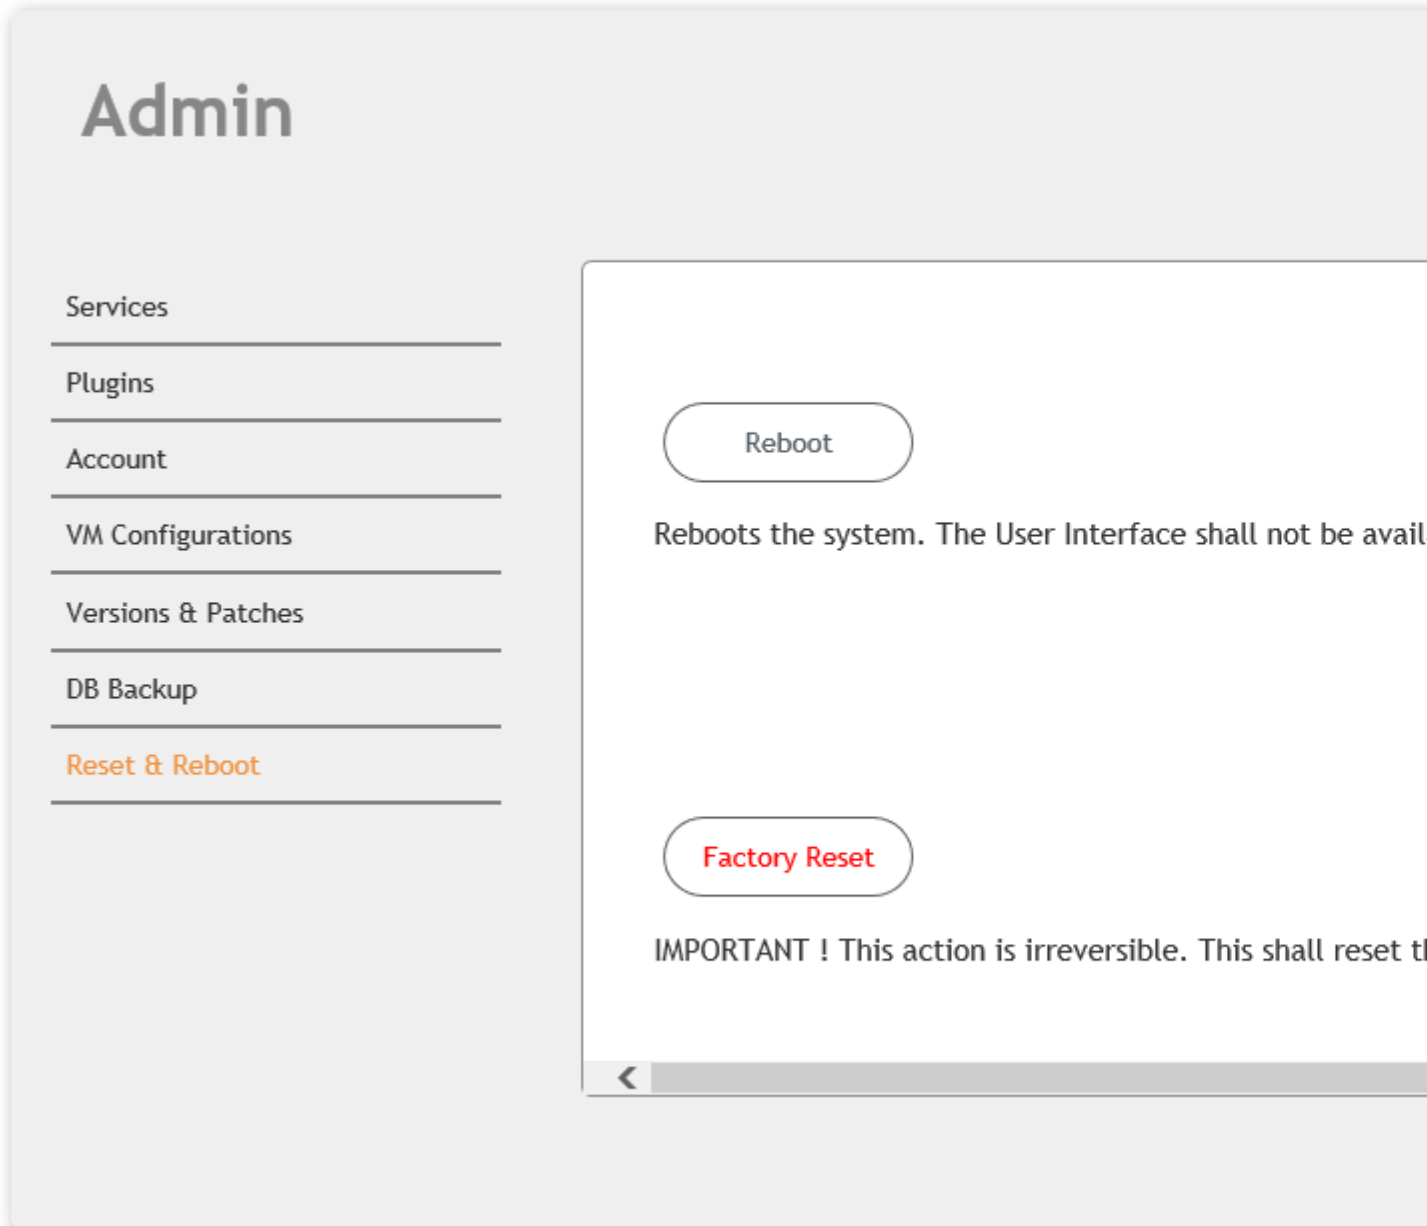 Admin
Services
Plugins
Account
VM Configurations
Versions & Patches
DB Backup
Reset & Reboot
Reboot
Reboots the system. The User Interface shall not be
Factory Reset
IMPORTANT ! This action is irreversible. This shall reset